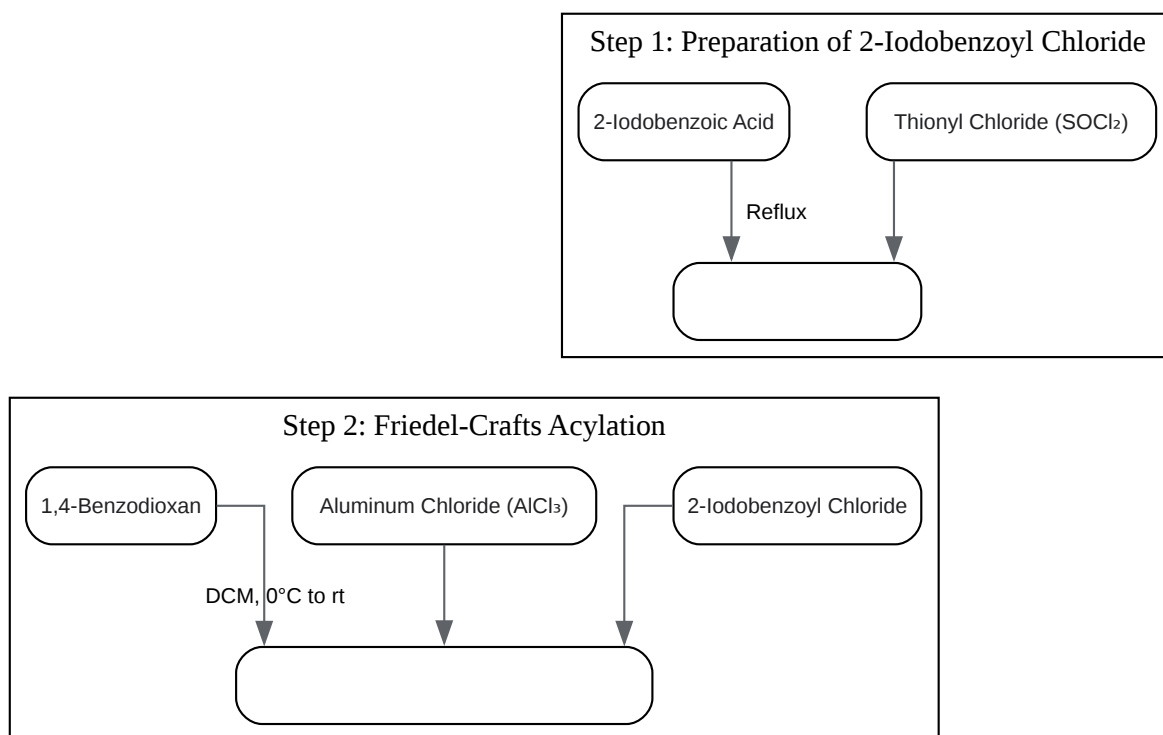 Step 1: Preparation of 2-Iodobenzoyl Chloride
2-Iodobenzoic Acid
Thionyl Chloride (SOCl₂)
Reflux
Step 2: Friedel-Crafts Acylation
1,4-Benzodioxan
Aluminum Chloride (AlCl₃)
2-Iodobenzoyl Chloride
DCM, 0°C to rt